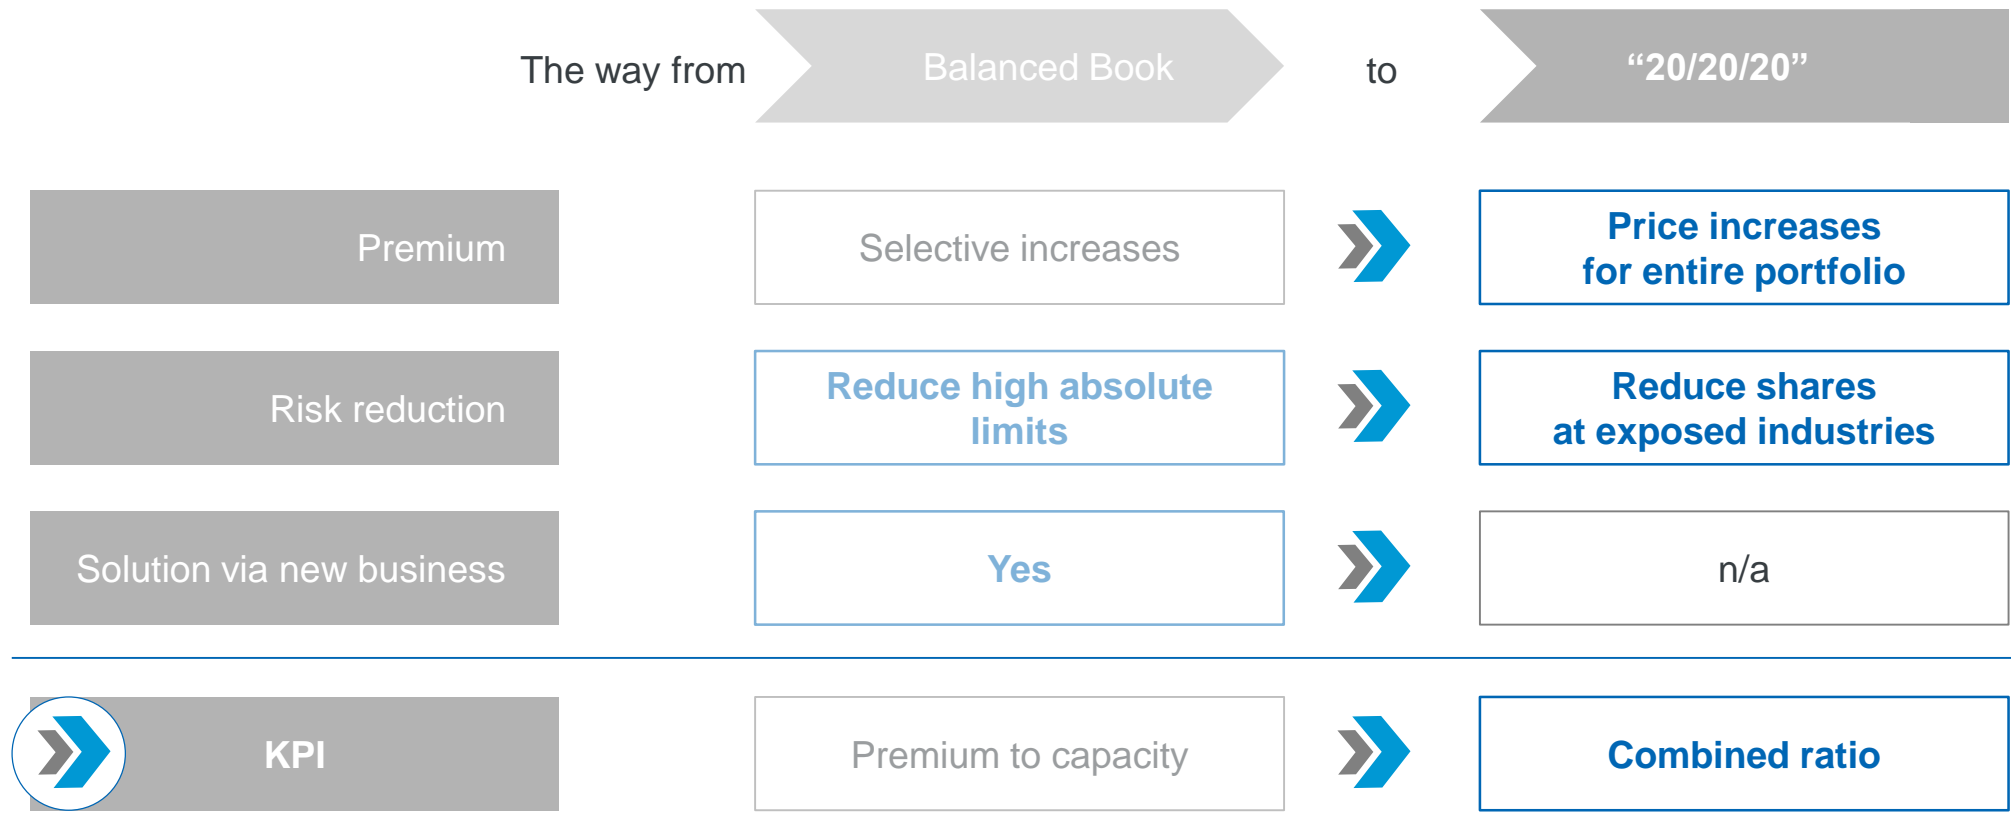 The way from Balanced Book to “20/20/20”
Premium
Selective increases
Price increases
for entire portfolio
Risk reduction
Reduce high absolute
limits
Reduce shares
at exposed industries
Solution via new business
Yes
n/a
KPI
Premium to capacity
Combined ratio